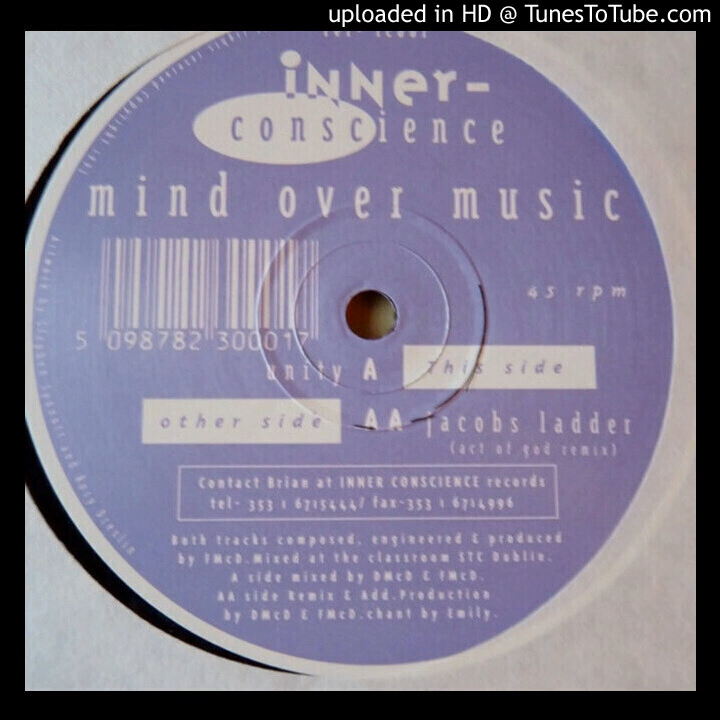 uploaded in HD @ TunesToTube.com
iNNer-
conscience
mind over music
45 rpm
5 098782 300017
unity A This side
other side AA jacobs ladder
(act of god remix)
Contact Brian at INNER CONSCIENCE records
tel- 353 1 6715444/ fax-353 1 6714996
Both tracks composed, engineered & produced
by FMcD.Mixed at the classroom STC Dublin.
A side mixed by DMcD & FMcD.
AA side Remix & Add.Production
by DMcD & FMcD.chant by Emily.